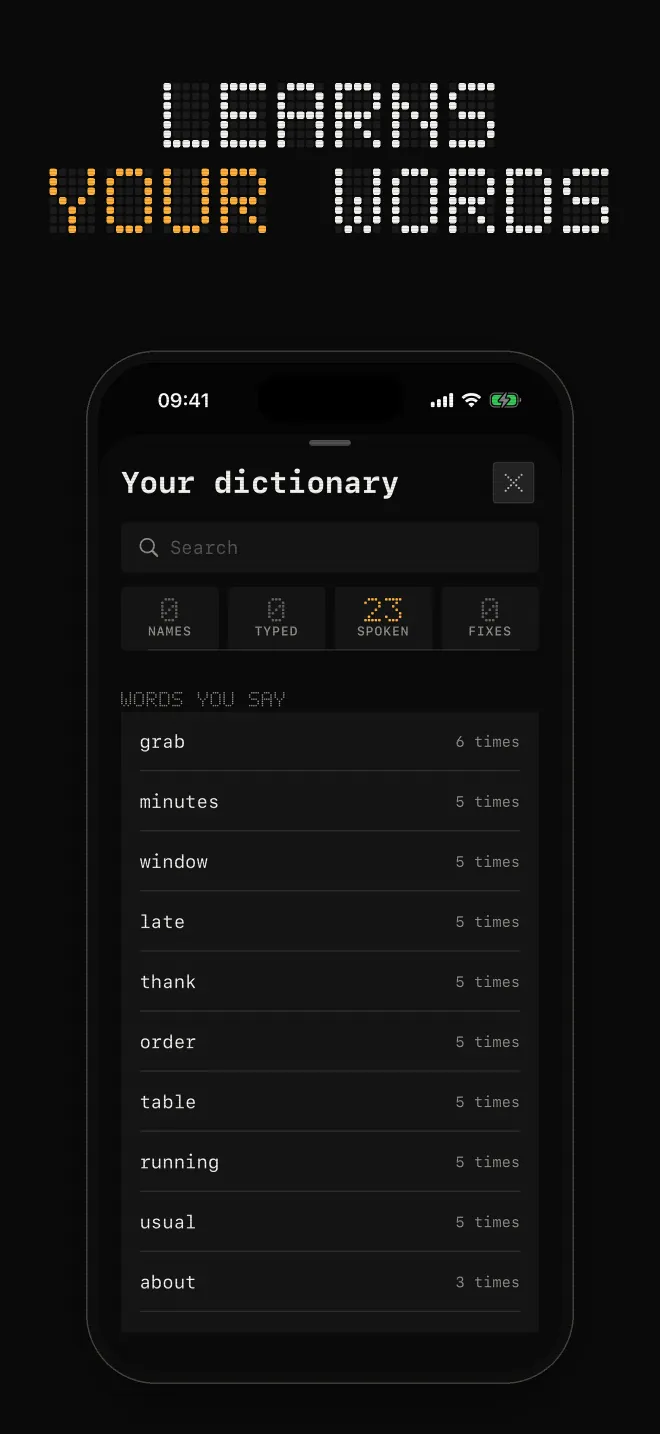 LEARNS
YOUR WORDS
09:41
Your dictionary
Search
0 0 23 0
NAMES TYPED SPOKEN FIXES
WORDS YOU SAY
grab 6 times
minutes 5 times
window 5 times
late 5 times
thank 5 times
order 5 times
table 5 times
running 5 times
usual 5 times
about 3 times